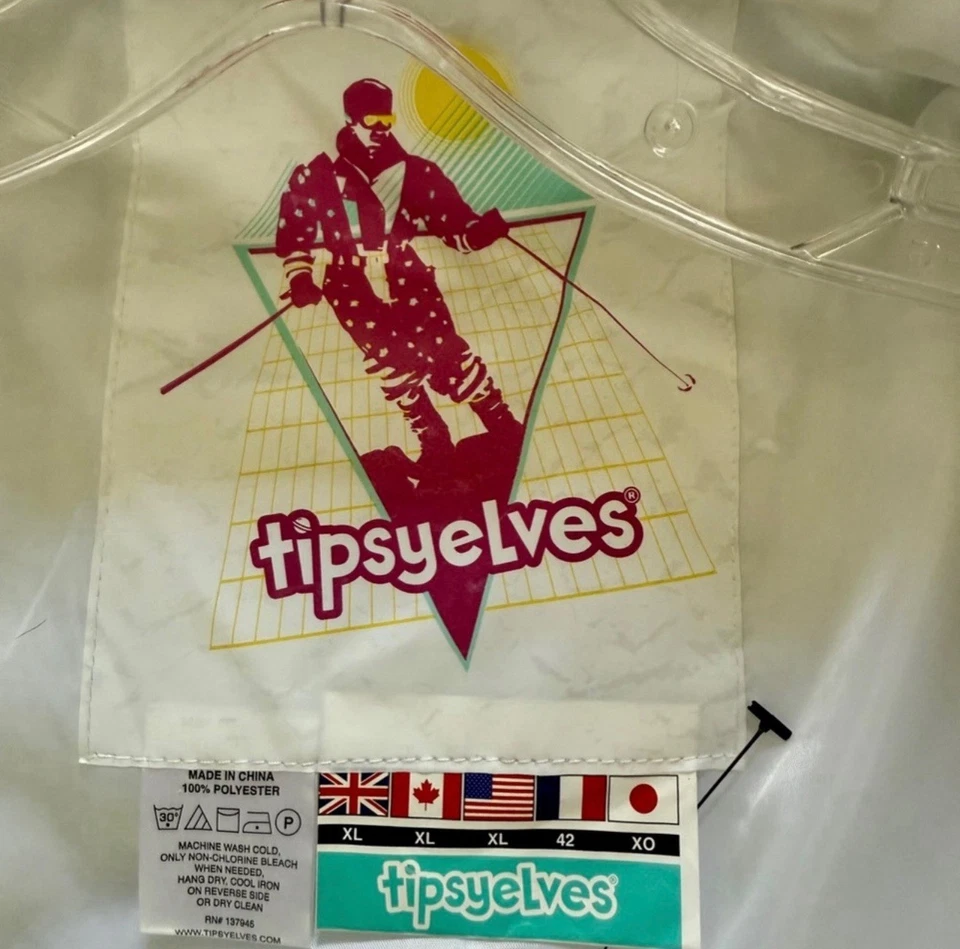 tipsyelves®
MADE IN CHINA
100% POLYESTER
30°
P
MACHINE WASH COLD,
ONLY NON-CHLORINE BLEACH
WHEN NEEDED,
HANG DRY, COOL IRON
ON REVERSE SIDE
OR DRY CLEAN
RN# 137945
WWW.TIPSYELVES.COM
XL XL XL 42 XO
tipsyelves®